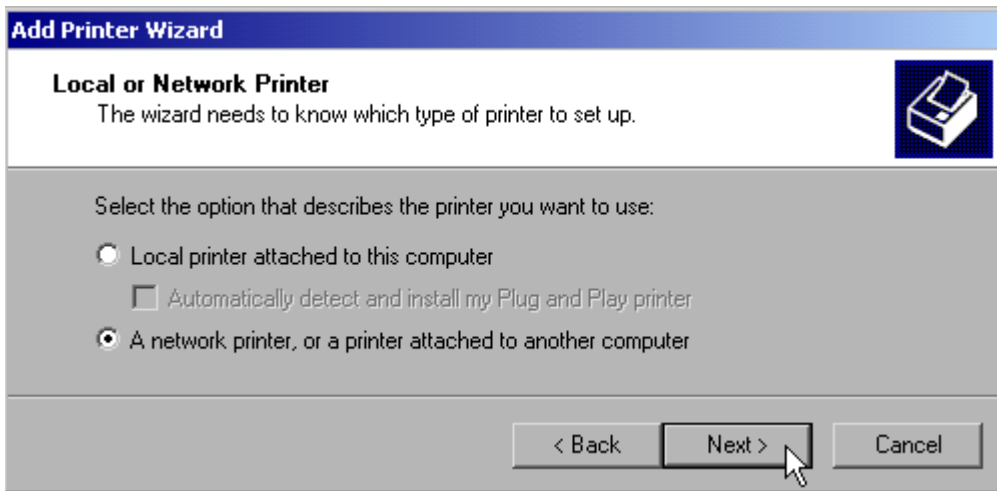 Add Printer Wizard
Local or Network Printer
The wizard needs to know which type of printer to set up.
Select the option that describes the printer you want to use:
Local printer attached to this computer
Automatically detect and install my Plug and Play printer
A network printer, or a printer attached to another computer
< Back
Next >
Cancel